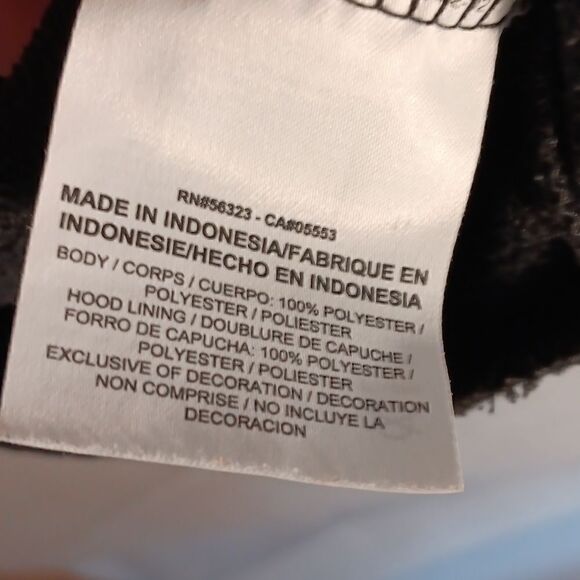 RN#56323 - CA#05553
MADE IN INDONESIA/FABRIQUE EN
INDONESIE/HECHO EN INDONESIA
BODY / CORPS / CUERPO: 100% POLYESTER /
POLYESTER / POLIESTER
HOOD LINING / DOUBLURE DE CAPUCHE /
FORRO DE CAPUCHA: 100% POLYESTER /
POLYESTER / POLIESTER
EXCLUSIVE OF DECORATION / DECORATION
NON COMPRISE / NO INCLUYE LA
DECORACION